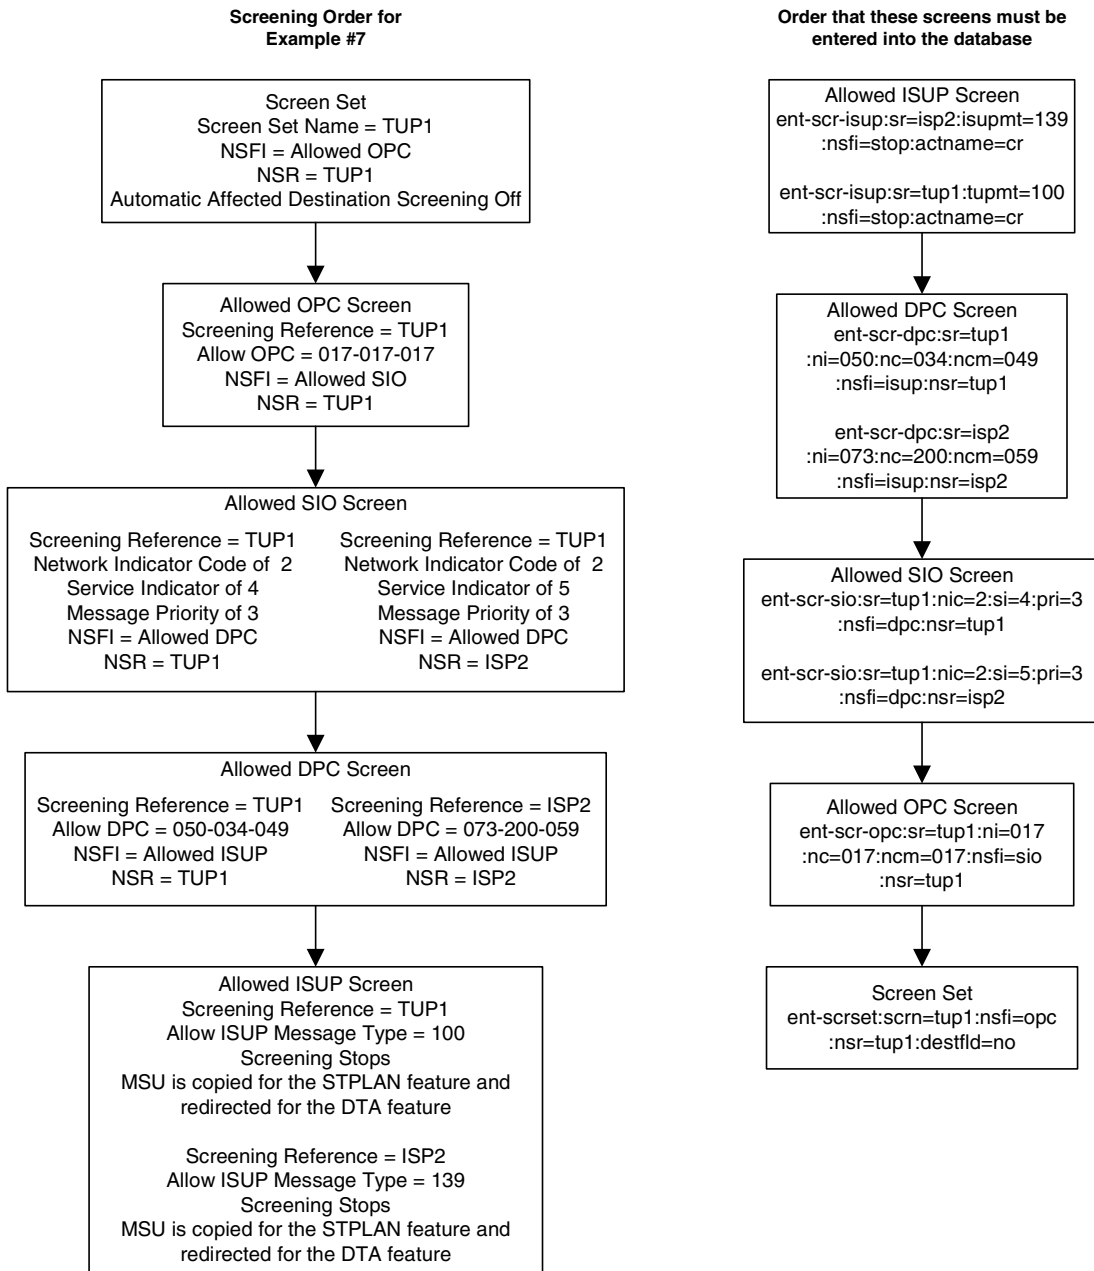 Screening Order for
Example #7
Screen Set
Screen Set Name = TUP1
NSFI = Allowed OPC
NSR = TUP1
Automatic Affected Destination Screening Off
Allowed OPC Screen
Screening Reference = TUP1
Allow OPC = 017-017-017
NSFI = Allowed SIO
NSR = TUP1
Allowed SIO Screen
Screening Reference = TUP1
Network Indicator Code of 2
Service Indicator of 4
Message Priority of 3
NSFI = Allowed DPC
NSR = TUP1
Screening Reference = TUP1
Network Indicator Code of 2
Service Indicator of 5
Message Priority of 3
NSFI = Allowed DPC
NSR = ISP2
Allowed DPC Screen
Screening Reference = TUP1
Allow DPC = 050-034-049
NSFI = Allowed ISUP
NSR = TUP1
Screening Reference = ISP2
Allow DPC = 073-200-059
NSFI = Allowed ISUP
NSR = ISP2
Allowed ISUP Screen
Screening Reference = TUP1
Allow ISUP Message Type = 100
Screening Stops
MSU is copied for the STPLAN feature and
redirected for the DTA feature
Screening Reference = ISP2
Allow ISUP Message Type = 139
Screening Stops
MSU is copied for the STPLAN feature and
redirected for the DTA feature
Order that these screens must be
entered into the database
Allowed ISUP Screen
ent-scr-isup:sr=isp2:isupmt=139
:nsfi=stop:actname=cr
ent-scr-isup:sr=tup1:tupmt=100
:nsfi=stop:actname=cr
Allowed DPC Screen
ent-scr-dpc:sr=tup1
:ni=050:nc=034:ncm=049
:nsfi=isup:nsr=tup1
ent-scr-dpc:sr=isp2
:ni=073:nc=200:ncm=059
:nsfi=isup:nsr=isp2
Allowed SIO Screen
ent-scr-sio:sr=tup1:nic=2:si=4:pri=3
:nsfi=dpc:nsr=tup1
ent-scr-sio:sr=tup1:nic=2:si=5:pri=3
:nsfi=dpc:nsr=isp2
Allowed OPC Screen
ent-scr-opc:sr=tup1:ni=017
:nc=017:ncm=017:nsfi=sio
:nsr=tup1
Screen Set
ent-scrset:scrn=tup1:nsfi=opc
:nsr=tup1:destfld=no